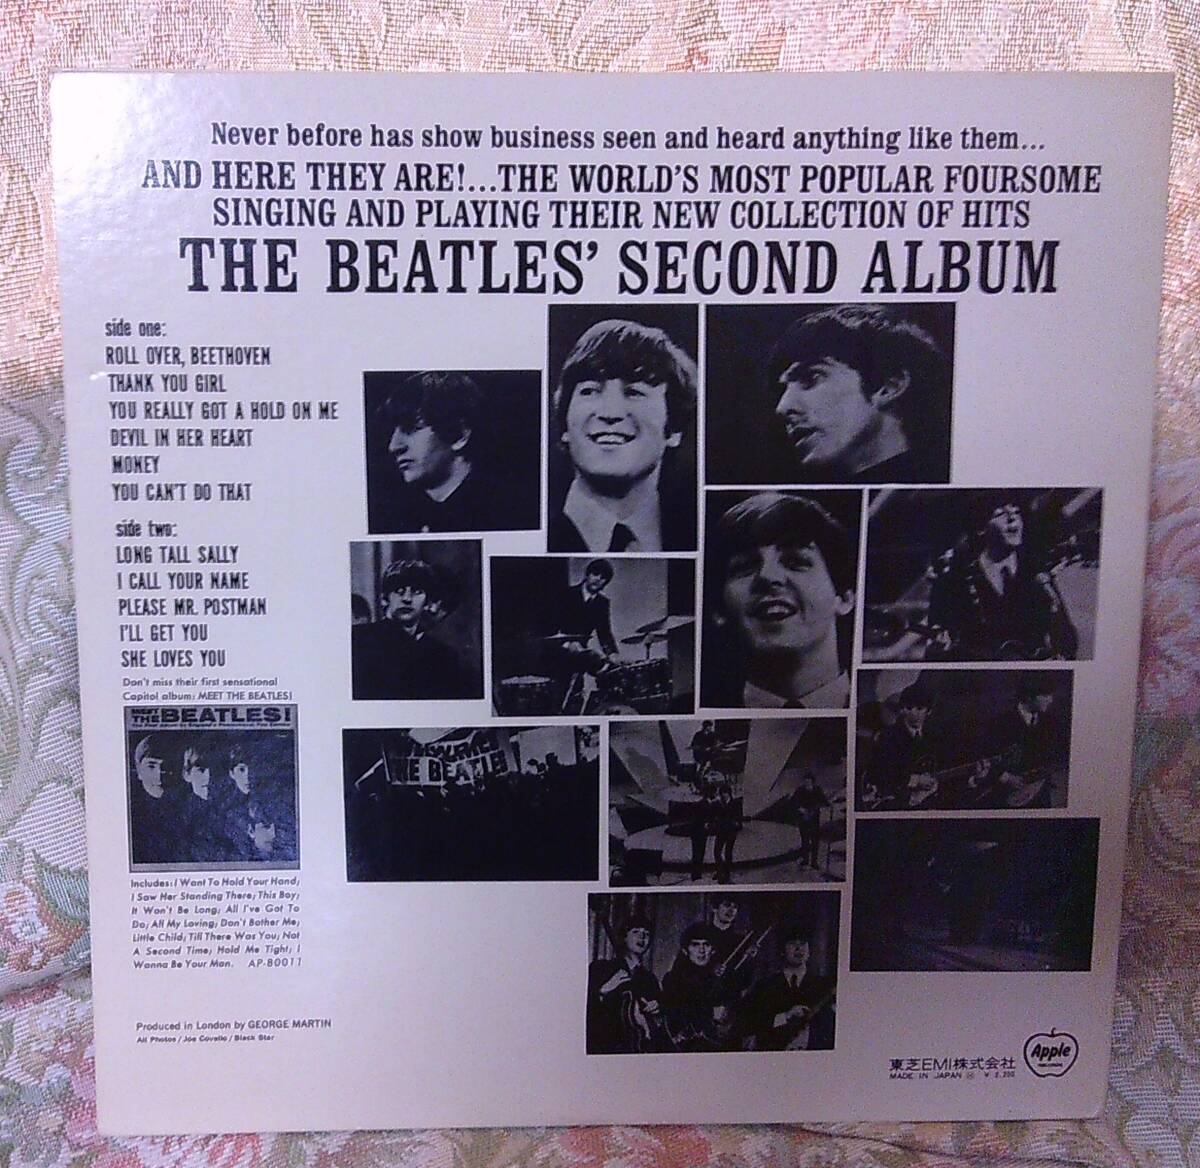 Never before has show business seen and heard anything like them...
AND HERE THEY ARE!...THE WORLD'S MOST POPULAR FOURSOME
SINGING AND PLAYING THEIR NEW COLLECTION OF HITS
THE BEATLES' SECOND ALBUM
side one:
ROLL OVER, BEETHOVEN
THANK YOU GIRL
YOU REALLY GOT A HOLD ON ME
DEVIL IN HER HEART
MONEY
YOU CAN'T DO THAT
side two:
LONG TALL SALLY
I CALL YOUR NAME
PLEASE MR. POSTMAN
I'LL GET YOU
SHE LOVES YOU
Don't miss their first sensational
Capitol album: MEET THE BEATLES!
MEET
THE BEATLES!
Includes: I Want To Hold Your Hand;
I Saw Her Standing There; This Boy;
It Won't Be Long; All I've Got To
Do; All My Loving; Don't Bother Me;
Little Child; Till There Was You; Not
A Second Time; Hold Me Tight; I
Wanna Be Your Man. AP-80011
Produced in London by GEORGE MARTIN
All Photos / Joe Covello / Black Star
THE BEATLES
東芝EMI株式会社
MADE IN JAPAN ¥ 2,200
Apple
RECORDS